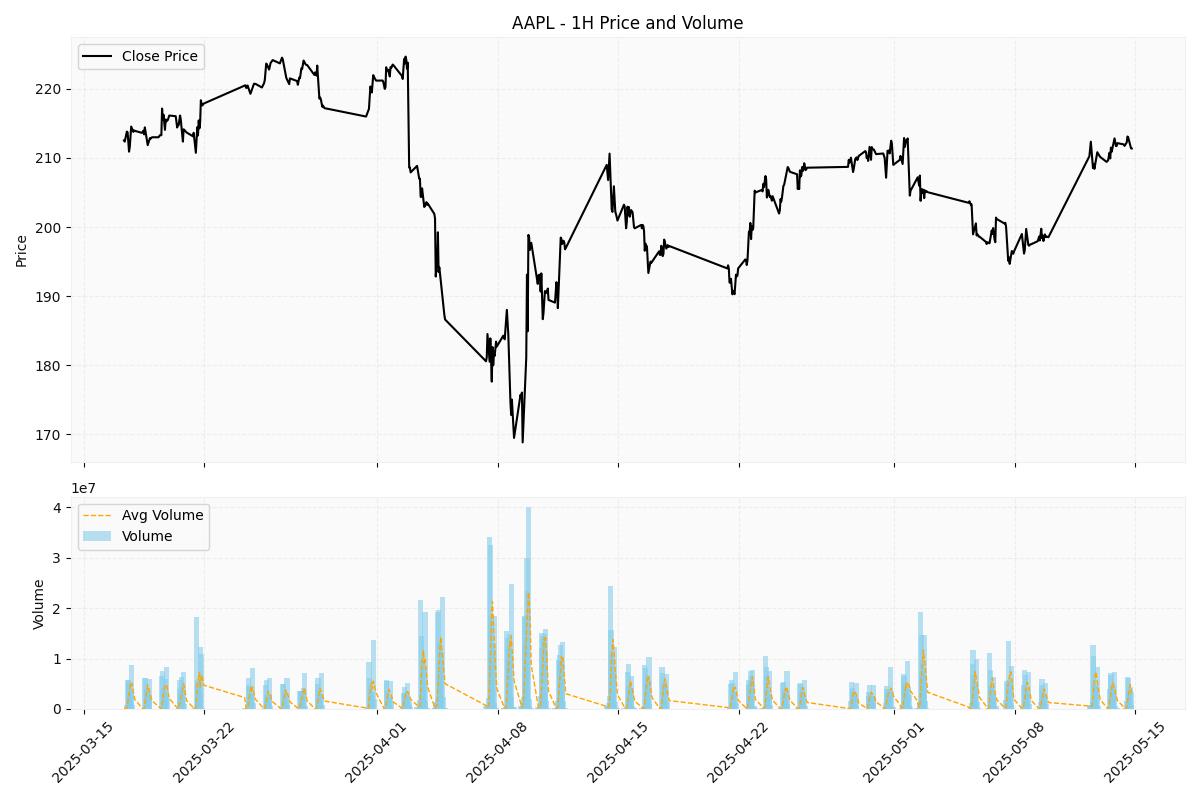 AAPL - 1H Price and Volume
Close Price
Price
220
210
200
190
180
170
1e7
Avg Volume
Volume
Volume
4
3
2
1
0
2025-03-15
2025-03-22
2025-04-01
2025-04-08
2025-04-15
2025-04-22
2025-05-01
2025-05-08
2025-05-15